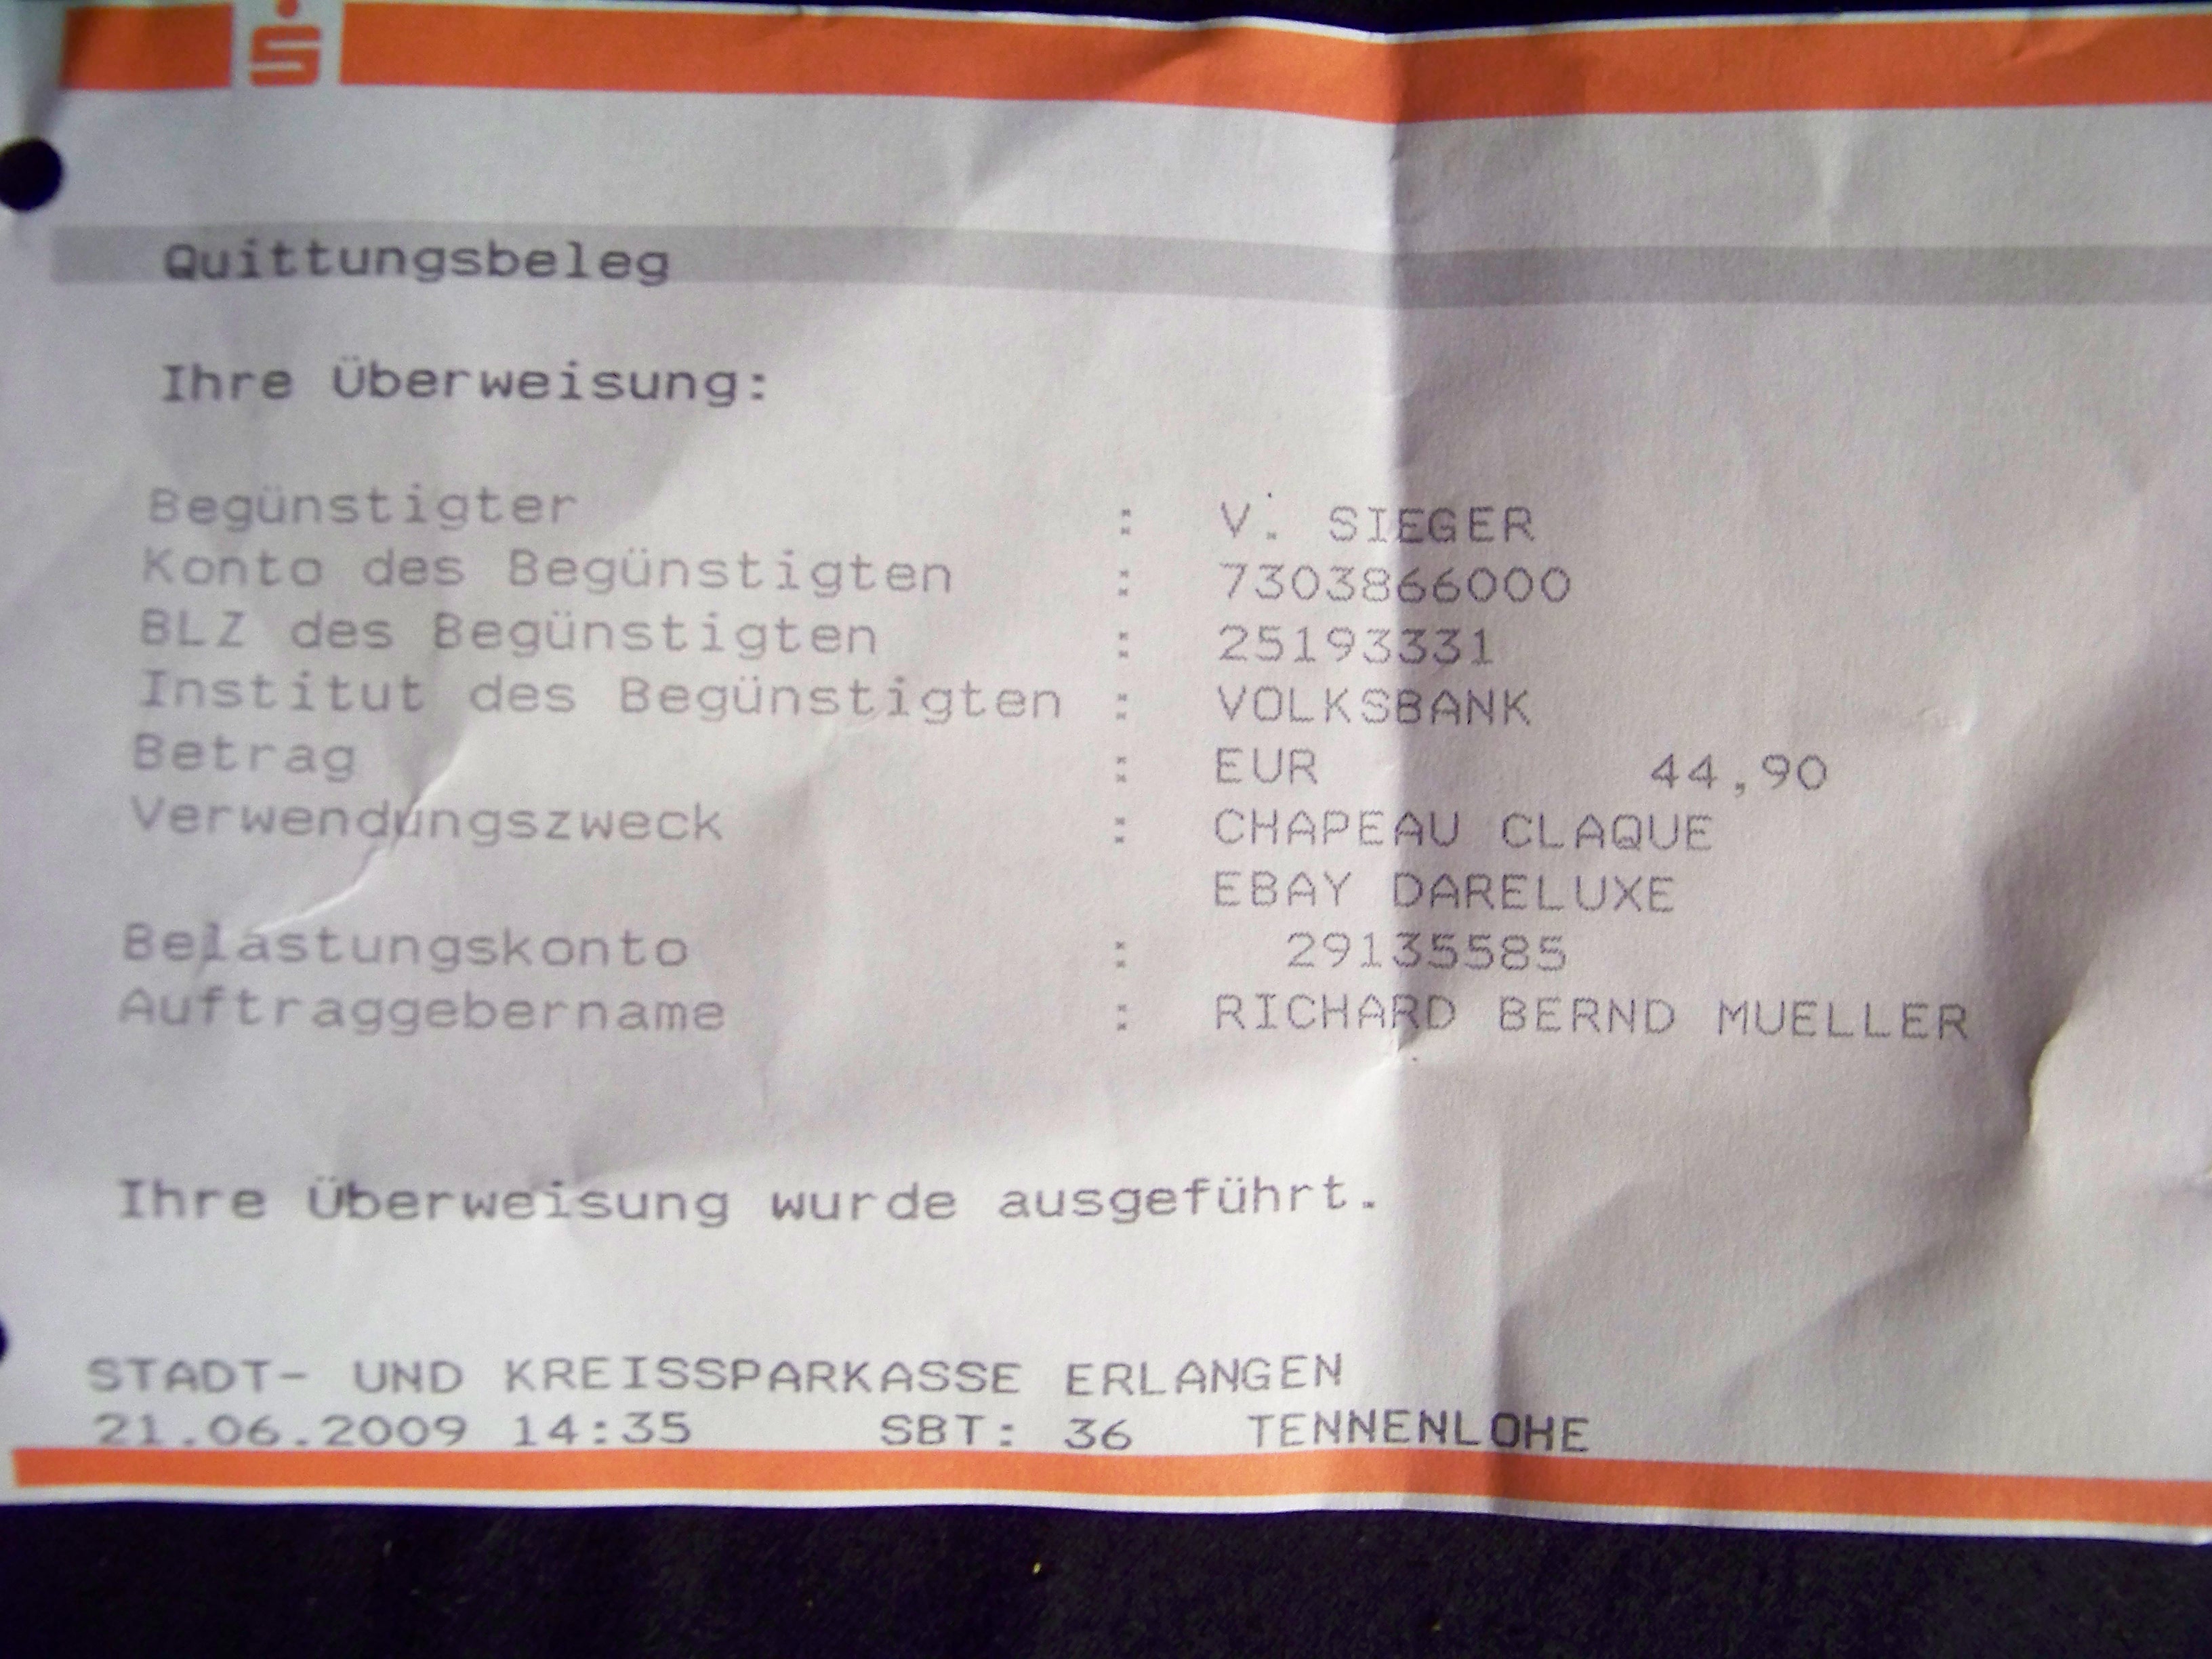 Quittungsbeleg
Ihre Überweisung:
Begünstigter : V. SIEGER
Konto des Begünstigten : 7303866000
BLZ des Begünstigten : 25193331
Institut des Begünstigten : VOLKSBANK
Betrag : EUR 44,90
Verwendungszweck : CHAPEAU CLAQUE
EBAY DARELUXE
Belastungskonto : 29135585
Auftraggebername : RICHARD BERND MUELLER
Ihre Überweisung wurde ausgeführt.
STADT- UND KREISSPARKASSE ERLANGEN
21.06.2009 14:35 SBT: 36 TENNENLOHE